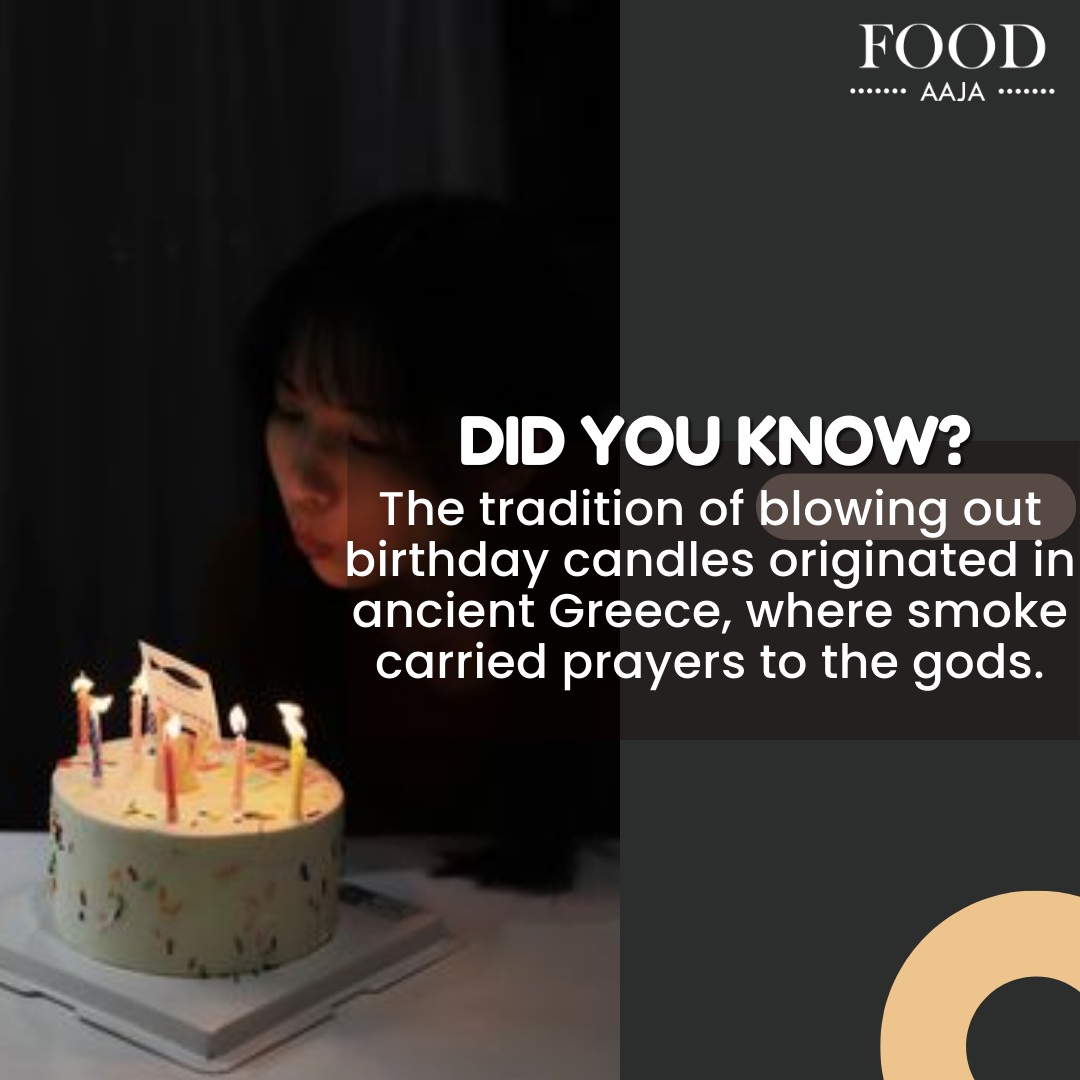 FOOD
AAJA
DID YOU KNOW?
The tradition of blowing out
birthday candles originated in
ancient Greece, where smoke
carried prayers to the gods.